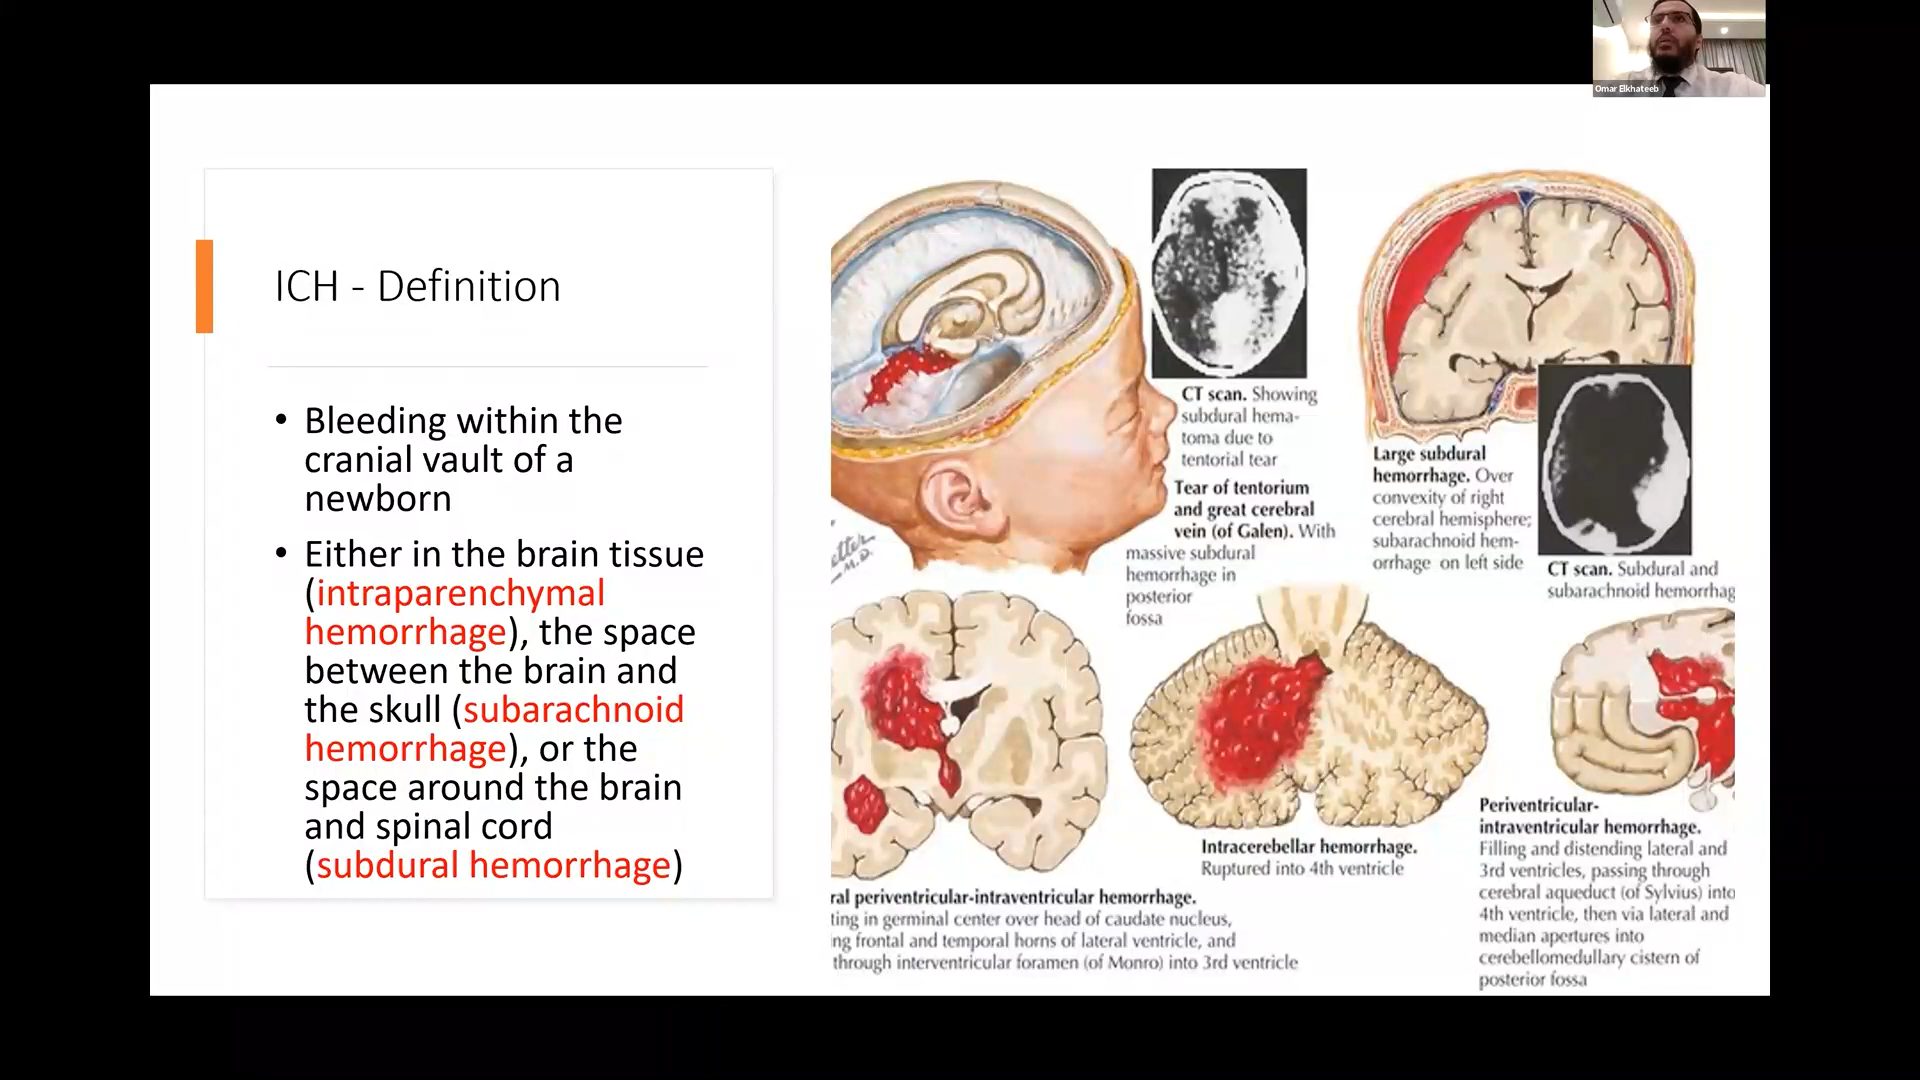 Omar Elkhateeb
ICH - Definition
• Bleeding within the
cranial vault of a
newborn
• Either in the brain tissue
(intraparenchymal
hemorrhage), the space
between the brain and
the skull (subarachnoid
hemorrhage), or the
space around the brain
and spinal cord
(subdural hemorrhage)
CT scan. Showing
subdural hema-
toma due to
tentorial tear
Tear of tentorium
and great cerebral
vein (of Galen). With
massive subdural
hemorrhage in
posterior
fossa
Large subdural
hemorrhage. Over
convexity of right
cerebral hemisphere;
subarachnoid hem-
orrhage on left side
CT scan. Subdural and
subarachnoid hemorrhag
M.D.
ral periventricular-intraventricular hemorrhage.
ting in germinal center over head of caudate nucleus,
ng frontal and temporal horns of lateral ventricle, and
through interventricular foramen (of Monro) into 3rd ventricle
Intracerebellar hemorrhage.
Ruptured into 4th ventricle
Periventricular-
intraventricular hemorrhage.
Filling and distending lateral and
3rd ventricles, passing through
cerebral aqueduct (of Sylvius) into
4th ventricle, then via lateral and
median apertures into
cerebellomedullary cistern of
posterior fossa